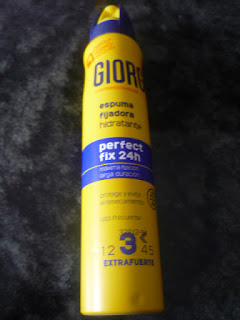 GIORG
espuma
fijadora
hidratante
perfect
fix 24h
máxima fijación
larga duración
protege y evita
el resecamiento
uso frecuente
1 2 3 4 5
EXTRAFUERTE